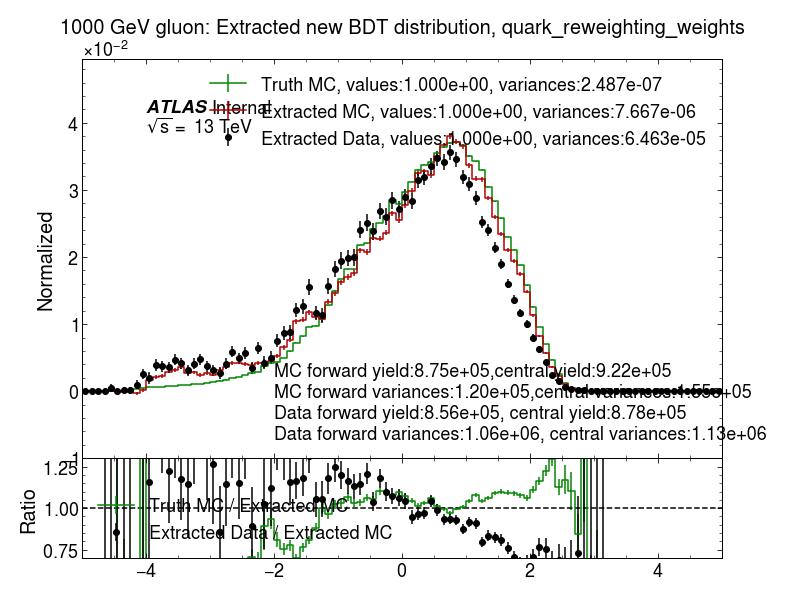 1000 GeV gluon: Extracted new BDT distribution, quark_reweighting_weights
×10⁻²
Truth MC, values:1.000e+00, variances:2.487e-07
ATLAS Internal
Extracted MC, values:1.000e+00, variances:7.667e-06
√s = 13 TeV
Extracted Data, values:1.000e+00, variances:6.463e-05
4
3
2
1
0
Normalized
MC forward yield:8.75e+05,central yield:9.22e+05
MC forward variances:1.20e+05,central variances:1.55e+05
Data forward yield:8.56e+05, central yield:8.78e+05
Data forward variances:1.06e+06, central variances:1.13e+06
1
1.25
1.00
0.75
Ratio
Truth MC / Extracted MC
Extracted Data / Extracted MC
−4 −2 0 2 4